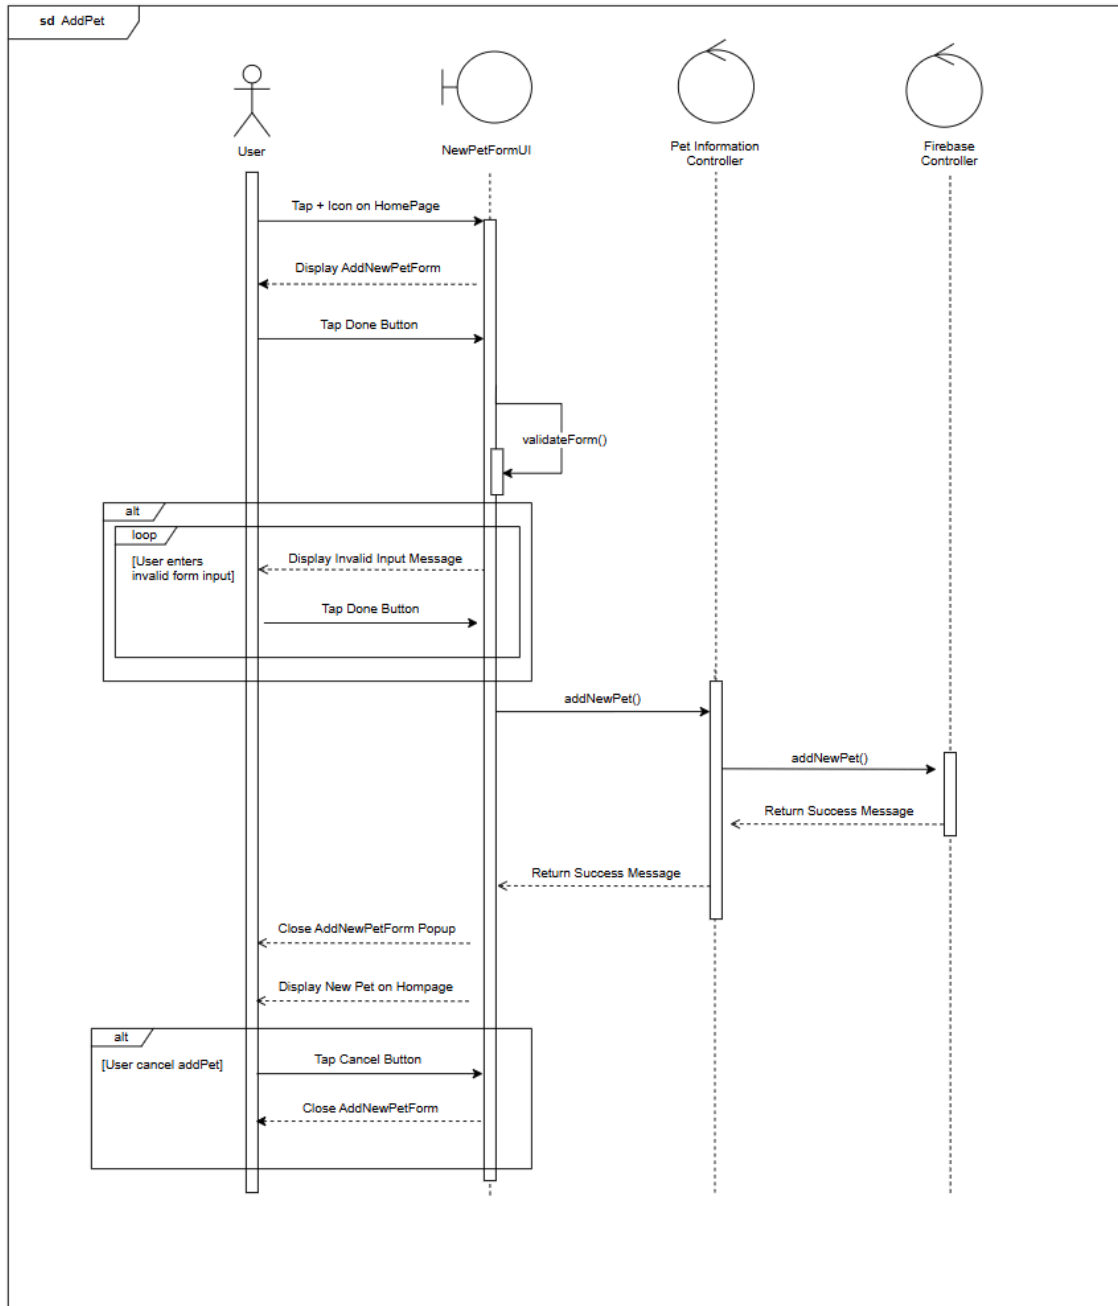 sd AddPet
User
NewPetFormUI
Pet Information
Controller
Firebase
Controller
Tap + Icon on HomePage
Display AddNewPetForm
Tap Done Button
validateForm()
alt
loop
[User enters
invalid form input]
Display Invalid Input Message
Tap Done Button
addNewPet()
addNewPet()
Return Success Message
Return Success Message
Close AddNewPetForm Popup
Display New Pet on Hompage
alt
[User cancel addPet]
Tap Cancel Button
Close AddNewPetForm